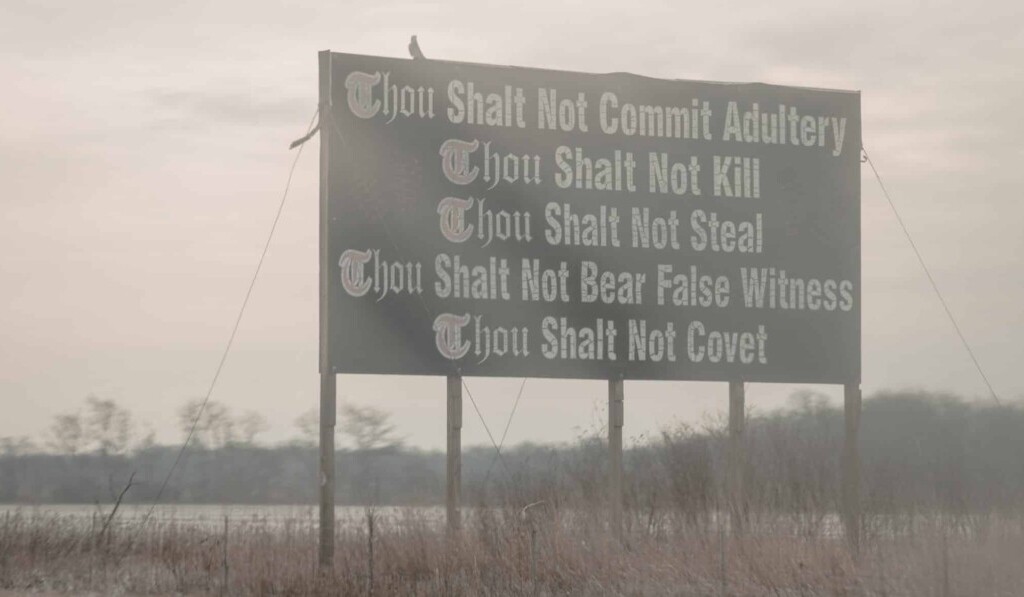 Thou Shalt Not Commit Adultery
Thou Shalt Not Kill
Thou Shalt Not Steal
Thou Shalt Not Bear False Witness
Thou Shalt Not Covet